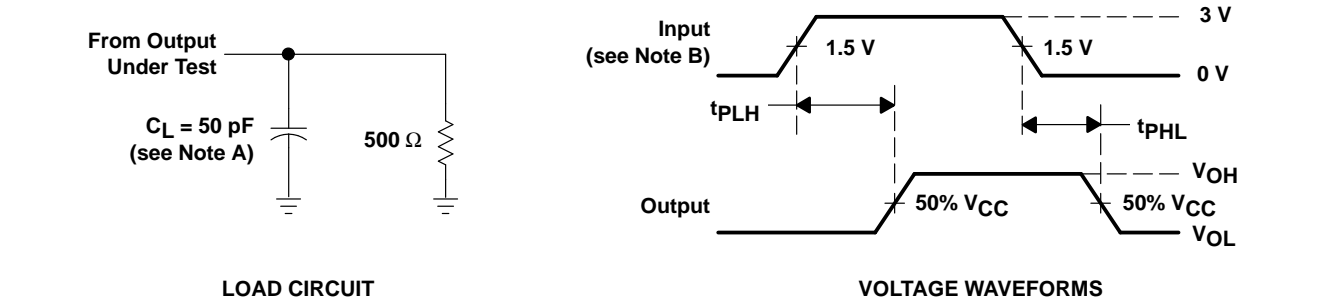 From Output
Under Test
CL = 50 pF
(see Note A)
500 Ω
LOAD CIRCUIT
Input
(see Note B)
1.5 V
1.5 V
3 V
0 V
tPLH
tPHL
Output
50% VCC
50% VCC
VOH
VOL
VOLTAGE WAVEFORMS